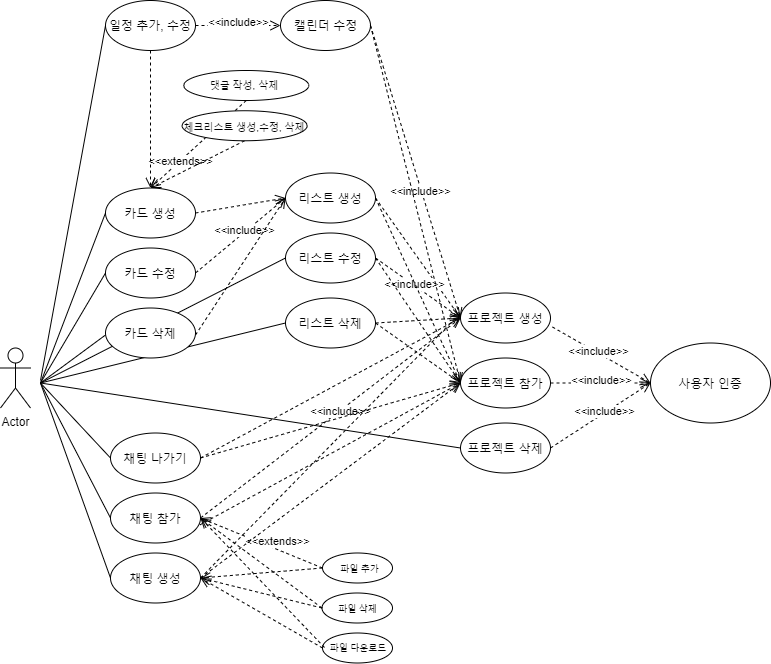 일정 추가, 수정
<<include>>
캘린더 수정
댓글 작성, 삭제
체크리스트 생성,수정, 삭제
<<extends>>
카드 생성
리스트 생성
<<include>>
<<include>>
카드 수정
리스트 수정
<<include>>
카드 삭제
리스트 삭제
프로젝트 생성
<<include>>
Actor
프로젝트 참가
<<include>>
사용자 인증
<<include>>
<<include>>
프로젝트 삭제
채팅 나가기
채팅 참가
<<extends>>
채팅 생성
파일 추가
파일 삭제
파일 다운로드